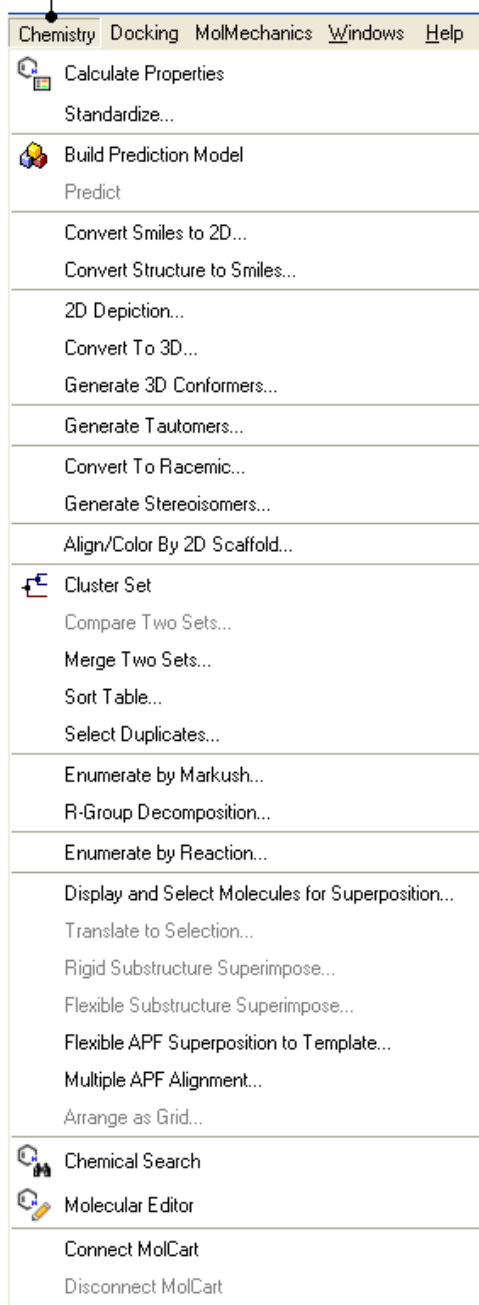 Chemistry Docking MolMechanics Windows Help
Calculate Properties
Standardize...
Build Prediction Model
Predict
Convert Smiles to 2D...
Convert Structure to Smiles...
2D Depiction...
Convert To 3D...
Generate 3D Conformers...
Generate Tautomers...
Convert To Racemic...
Generate Stereoisomers...
Align/Color By 2D Scaffold...
Cluster Set
Compare Two Sets...
Merge Two Sets...
Sort Table...
Select Duplicates...
Enumerate by Markush...
R-Group Decomposition...
Enumerate by Reaction...
Display and Select Molecules for Superposition...
Translate to Selection...
Rigid Substructure Superimpose...
Flexible Substructure Superimpose...
Flexible APF Superposition to Template...
Multiple APF Alignment...
Arrange as Grid...
Chemical Search
Molecular Editor
Connect MolCart
Disconnect MolCart